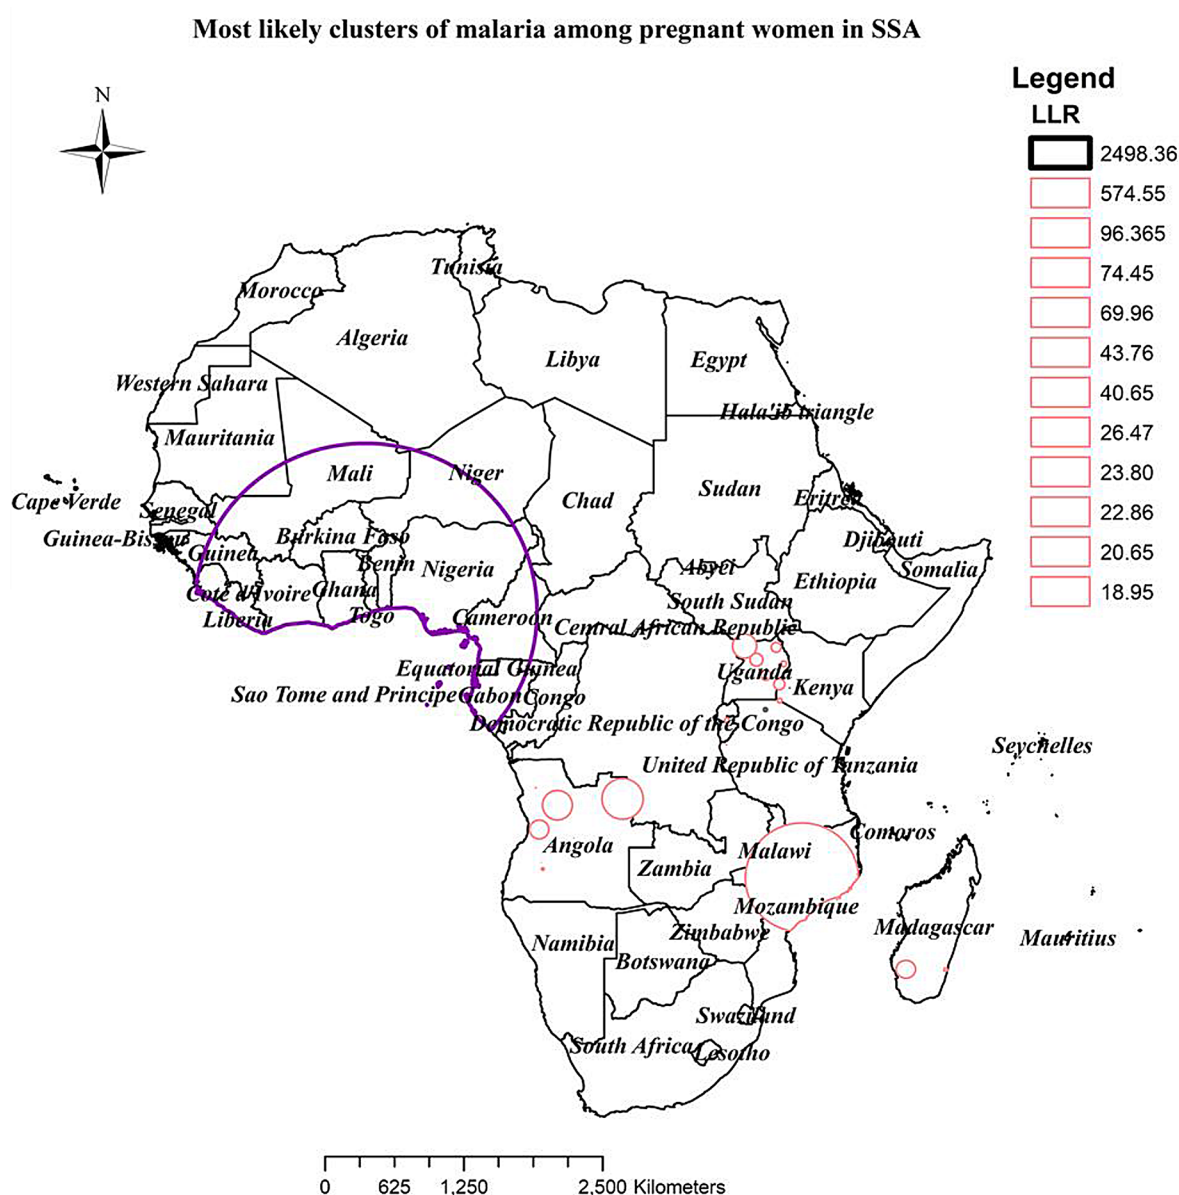 Most likely clusters of malaria among pregnant women in SSA
Legend
LLR
N
2498.36
574.55
96.365
74.45
69.96
43.76
40.65
26.47
23.80
22.86
20.65
18.95
Tunisia
Morocco
Algeria
Libya
Egypt
Western Sahara
Hala'ib triangle
Mauritania
Mali
Niger
Cape Verde
Senegal
Chad
Sudan
Eritrea
Guinea-Bissau
Guinea
Burkina Faso
Djibouti
Benin
Nigeria
Abyei
Ethiopia
Somalia
Cote d'Ivoire
Ghana
South Sudan
Liberia
Togo
Cameroon
Central African Republic
Equatorial Guinea
Uganda
Kenya
Sao Tome and Principe
Gabon
Congo
Democratic Republic of the Congo
Seychelles
United Republic of Tanzania
Comoros
Angola
Malawi
Zambia
Mozambique
Zimbabwe
Madagascar
Mauritius
Namibia
Botswana
Swaziland
South Africa
Lesotho
0 625 1,250 2,500 Kilometers